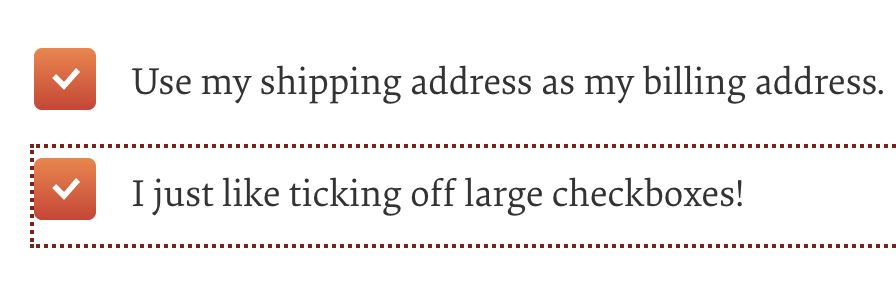 Use my shipping address as my billing address.
I just like ticking off large checkboxes!